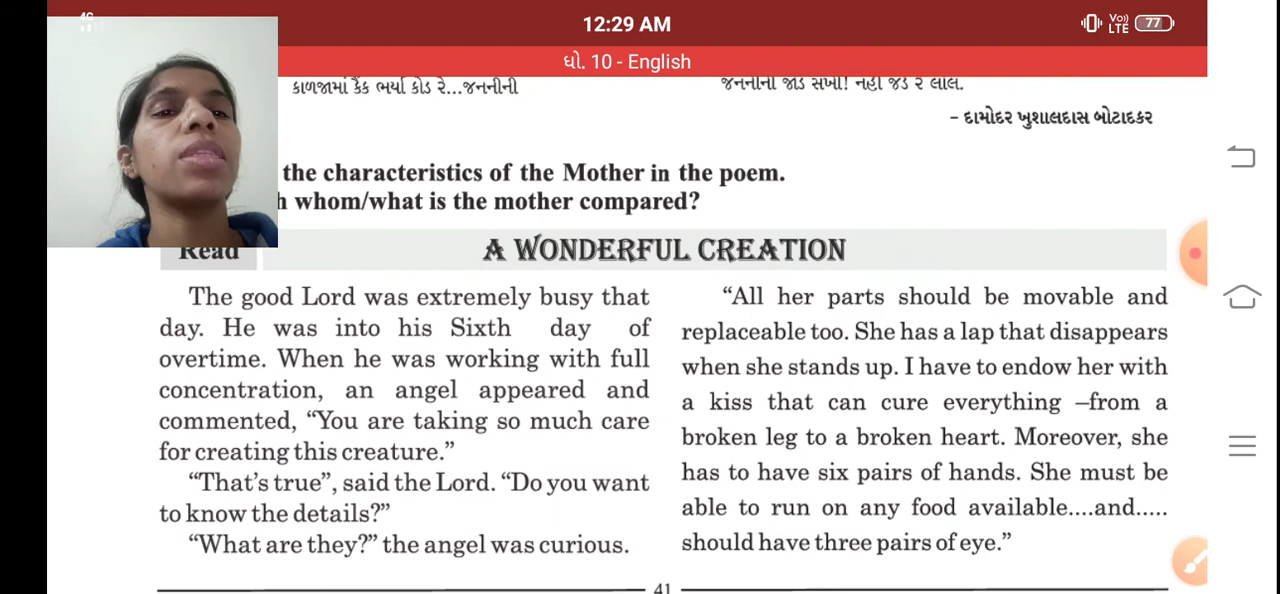 4G
12:29 AM
Vo)) LTE 77
ધો. 10 - English
કાળજામાં કૈંક ભર્યા કોડ રે...જનનીની
જનનીની જોડ સખી! નહી જડે રે લોલ.
- દામોદર ખુશાલદાસ બોટાદકર
the characteristics of the Mother in the poem.
h whom/what is the mother compared?
Read
A WONDERFUL CREATION
The good Lord was extremely busy that
day. He was into his Sixth day of
overtime. When he was working with full
concentration, an angel appeared and
commented, “You are taking so much care
for creating this creature.”
“That’s true”, said the Lord. “Do you want
to know the details?”
“What are they?” the angel was curious.
“All her parts should be movable and
replaceable too. She has a lap that disappears
when she stands up. I have to endow her with
a kiss that can cure everything –from a
broken leg to a broken heart. Moreover, she
has to have six pairs of hands. She must be
able to run on any food available....and.....
should have three pairs of eye.”
41